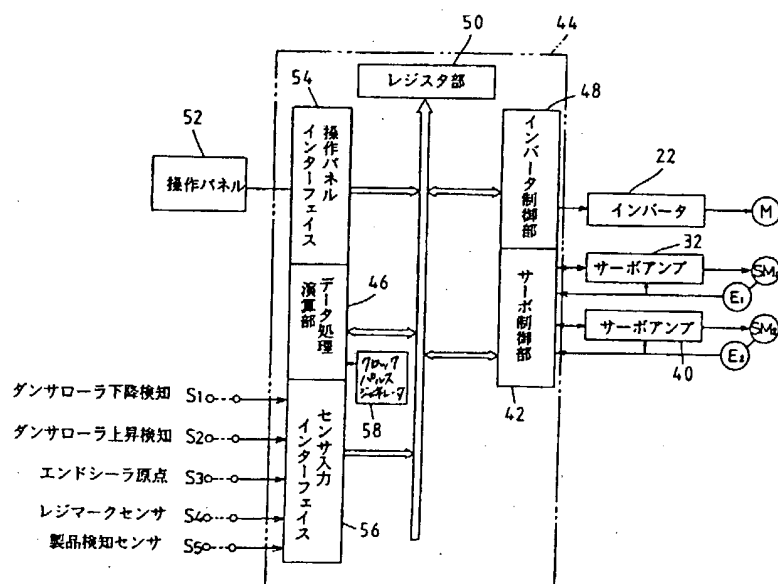 50
44
レジスタ部
54
48
52
操作パネル
インターフェイス
インバータ制御部
操作パネル
22
インバータ
M
32
46
サーボアンプ
SM1
E1
データ処理
演算部
サーボ制御部
サーボアンプ
SM2
E2
40
クロック
パルス
ジェネレータ
58
42
ダンサローラ下降検知 S1
ダンサローラ上昇検知 S2
エンドシーラ原点 S3
レジマークセンサ S4
製品検知センサ S5
センサ入力
インターフェイス
56